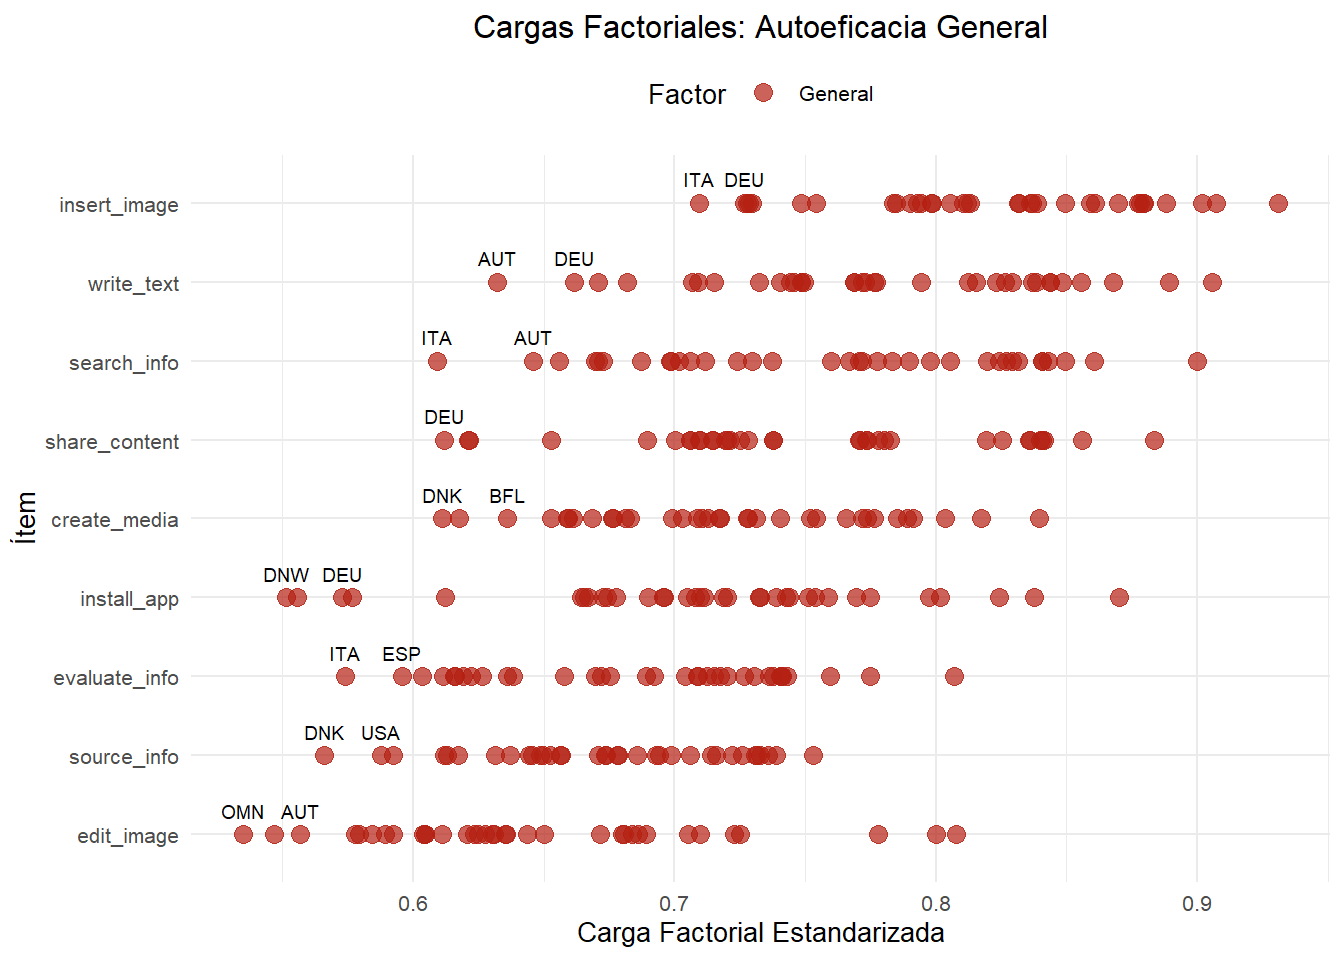 Cargas Factoriales: Autoeficacia General
Factor General
ITA DEU
insert_image
AUT DEU
write_text
ITA AUT
search_info
DEU
share_content
DNK BFL
create_media
DNW DEU
install_app
ITA ESP
evaluate_info
DNK USA
source_info
OMN AUT
edit_image
Ítem
0.6 0.7 0.8 0.9
Carga Factorial Estandarizada